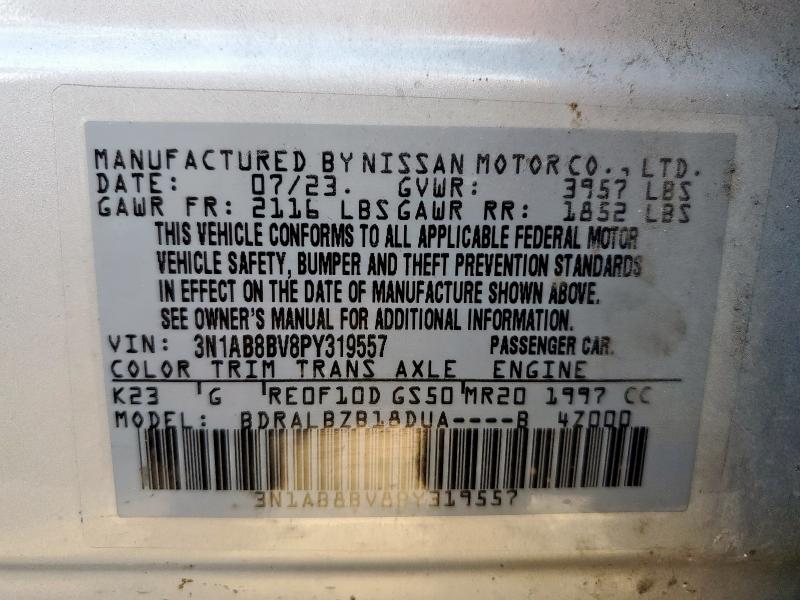 MANUFACTURED BY NISSAN MOTOR CO., LTD.
DATE: 07/23. GVWR: 3957 LBS
GAWR FR: 2116 LBS GAWR RR: 1852 LBS
THIS VEHICLE CONFORMS TO ALL APPLICABLE FEDERAL MOTOR
VEHICLE SAFETY, BUMPER AND THEFT PREVENTION STANDARDS
IN EFFECT ON THE DATE OF MANUFACTURE SHOWN ABOVE.
SEE OWNER'S MANUAL FOR ADDITIONAL INFORMATION.
VIN: 3N1AB8BV8PY319557 PASSENGER CAR.
COLOR TRIM TRANS AXLE ENGINE
K23 G RE0F10D GS50 MR20 1997 CC
MODEL: BDRALBZB18DUA----B 4Z000
3N1AB8BV8PY319557